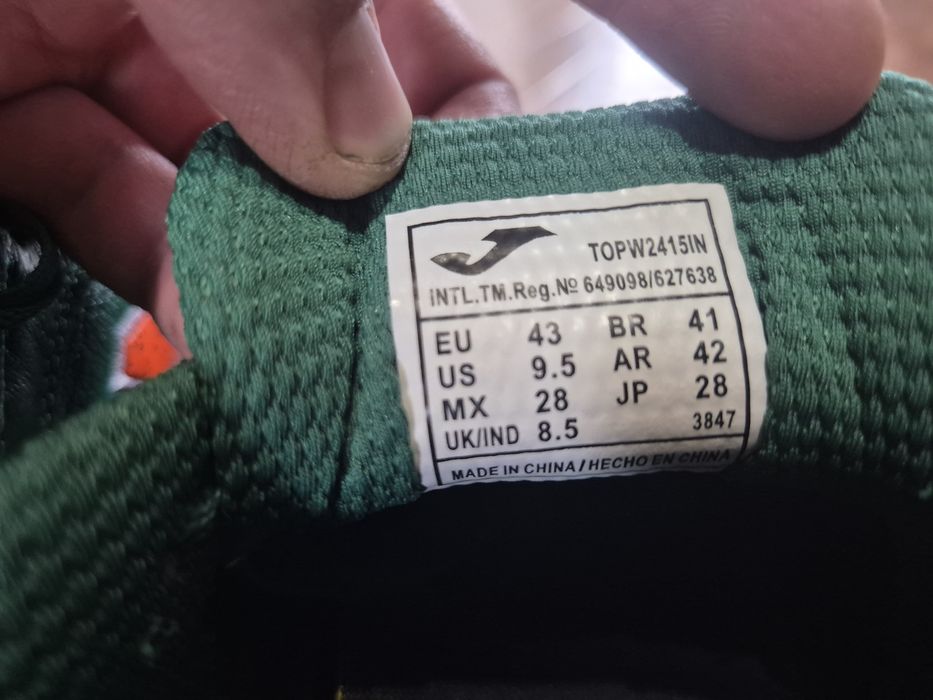 TOPW2415IN
INTL.TM.Reg.Nº 649098/627638
EU 43 BR 41
US 9.5 AR 42
MX 28 JP 28
UK/IND 8.5 3847
MADE IN CHINA / HECHO EN CHINA